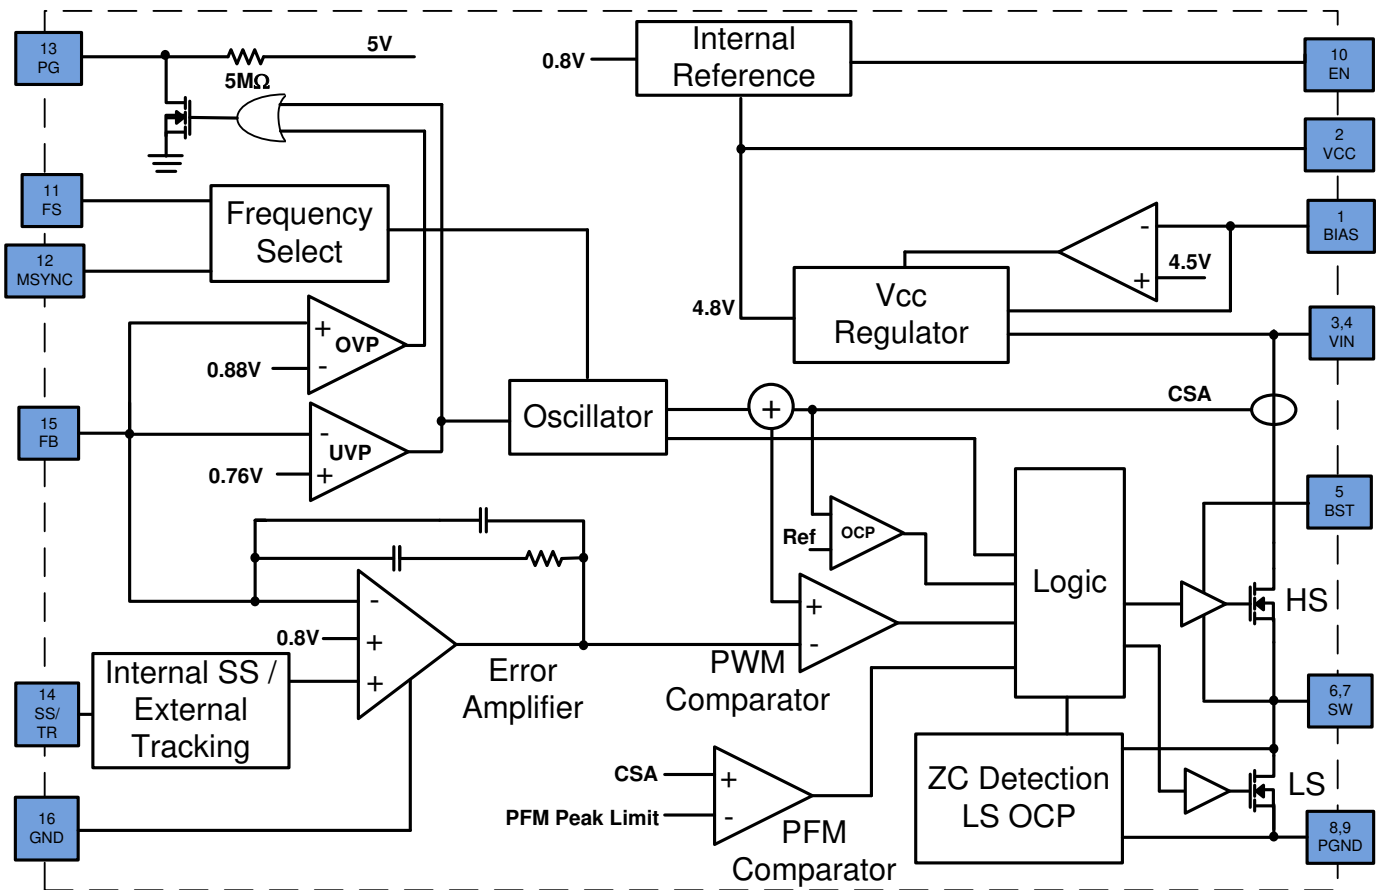 13
PG
5V
5MΩ
Internal
Reference
0.8V
10
EN
2
VCC
11
FS
Frequency
Select
12
MSYNC
1
BIAS
-
+
4.5V
4.8V
Vcc
Regulator
3,4
VIN
+
OVP
-
0.88V
15
FB
-
UVP
+
0.76V
Oscillator
+
CSA
5
BST
Ref
OCP
Logic
HS
+
-
PWM
Comparator
-
0.8V
+
+
Error
Amplifier
Internal SS /
External
Tracking
14
SS/
TR
6,7
SW
ZC Detection
LS OCP
LS
CSA
+
PFM Peak Limit
-
PFM
Comparator
16
GND
8,9
PGND